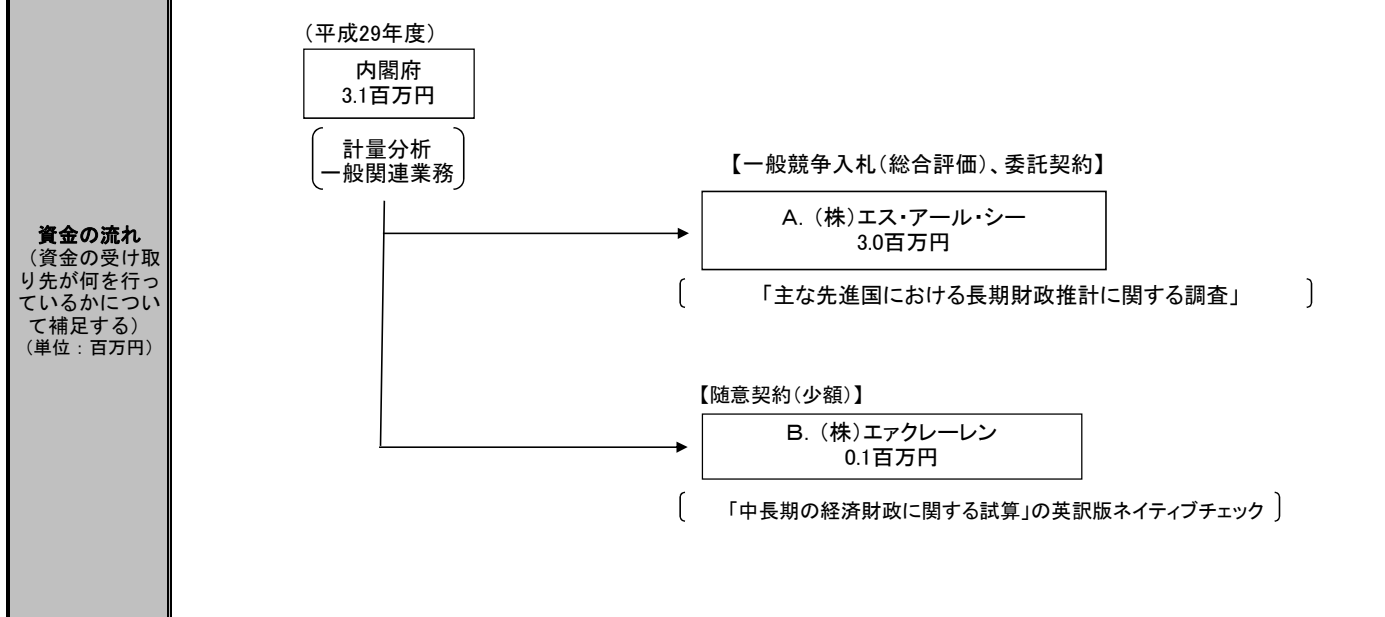 資金の流れ
（資金の受け取
り先が何を行っ
ているかについ
て補足する）
（単位：百万円）
（平成29年度）
内閣府
3.1百万円
計量分析
一般関連業務
【一般競争入札（総合評価）、委託契約】
A.（株）エス・アール・シー
3.0百万円
「主な先進国における長期財政推計に関する調査」
【随意契約（少額）】
B.（株）エァクレーレン
0.1百万円
「中長期の経済財政に関する試算」の英訳版ネイティブチェック